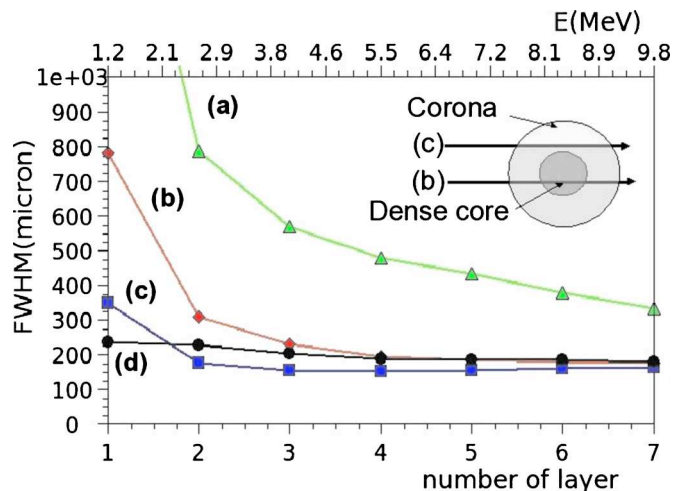 E(MeV)
1.2 2.1 2.9 3.8 4.6 5.5 6.4 7.2 8.1 8.9 9.8
1e+03
900
800
700
600
500
400
300
200
100
0
FWHM(micron)
(a)
(b)
(c)
(d)
Corona
(c)
(b)
Dense core
1 2 3 4 5 6 7
number of layer